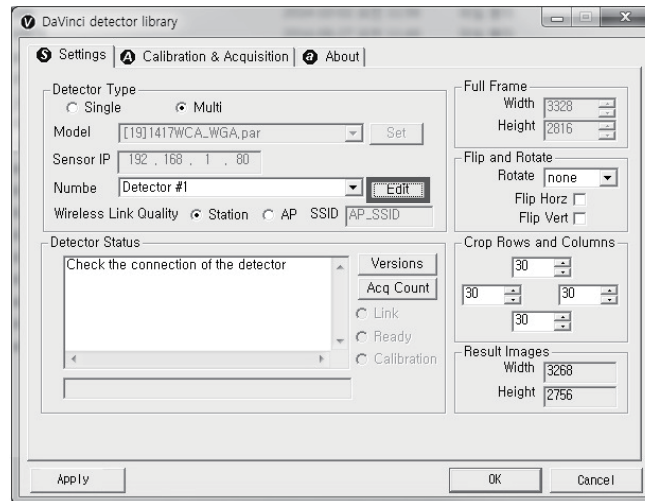 DaVinci detector library
Settings Calibration & Acquisition About
Detector Type
Single Multi
Model [19]1417WCA_WGA.par Set
Sensor IP 192 . 168 . 1 . 80
Numbe Detector #1 Edit
Wireless Link Quality Station AP SSID AP_SSID
Detector Status
Check the connection of the detector
Versions
Acq Count
Link
Ready
Calibration
Full Frame
Width 3328
Height 2816
Flip and Rotate
Rotate none
Flip Horz
Flip Vert
Crop Rows and Columns
30
30 30
30
Result Images
Width 3268
Height 2756
Apply OK Cancel